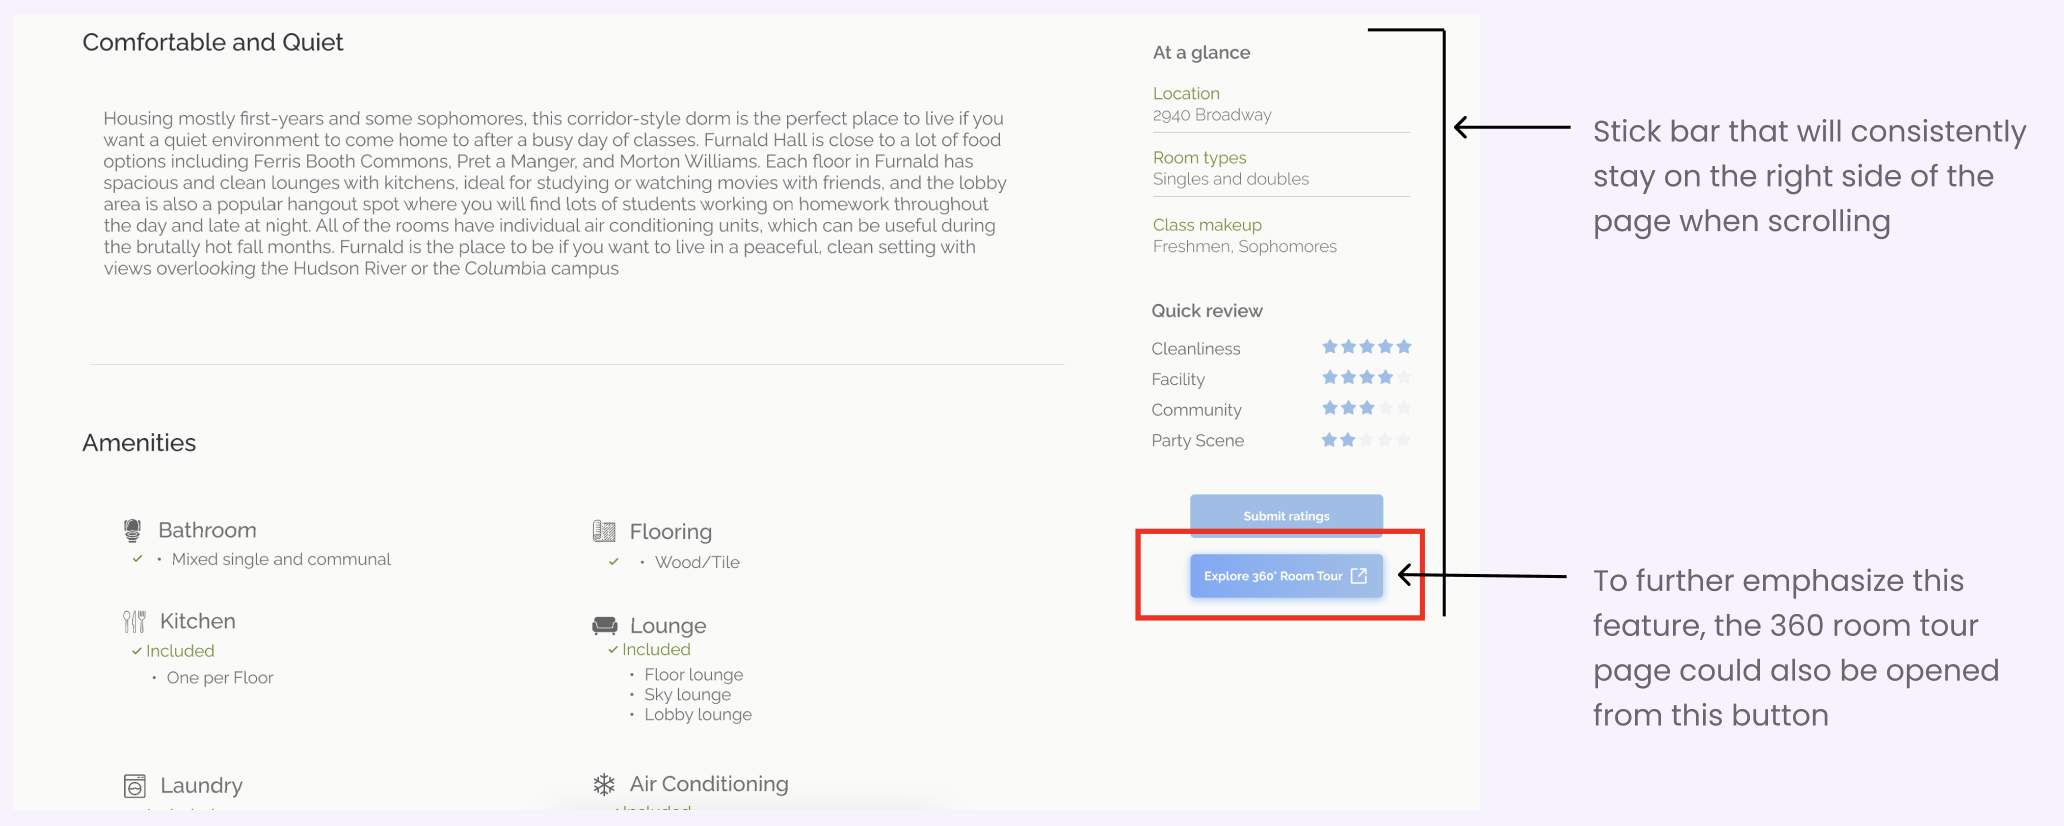 Comfortable and Quiet
Housing mostly first-years and some sophomores, this corridor-style dorm is the perfect place to live if you
want a quiet environment to come home to after a busy day of classes. Furnald Hall is close to a lot of food
options including Ferris Booth Commons, Pret a Manger, and Morton Williams. Each floor in Furnald has
spacious and clean lounges with kitchens, ideal for studying or watching movies with friends, and the lobby
area is also a popular hangout spot where you will find lots of students working on homework throughout
the day and late at night. All of the rooms have individual air conditioning units, which can be useful during
the brutally hot fall months. Furnald is the place to be if you want to live in a peaceful, clean setting with
views overlooking the Hudson River or the Columbia campus
Amenities
Bathroom
• Mixed single and communal
Kitchen
Included
• One per Floor
Laundry
Flooring
• Wood/Tile
Lounge
Included
• Floor lounge
• Sky lounge
• Lobby lounge
Air Conditioning
Included
At a glance
Location
2940 Broadway
Room types
Singles and doubles
Class makeup
Freshmen, Sophomores
Quick review
Cleanliness
Facility
Community
Party Scene
Submit ratings
Explore 360° Room Tour
Stick bar that will consistently
stay on the right side of the
page when scrolling
To further emphasize this
feature, the 360 room tour
page could also be opened
from this button